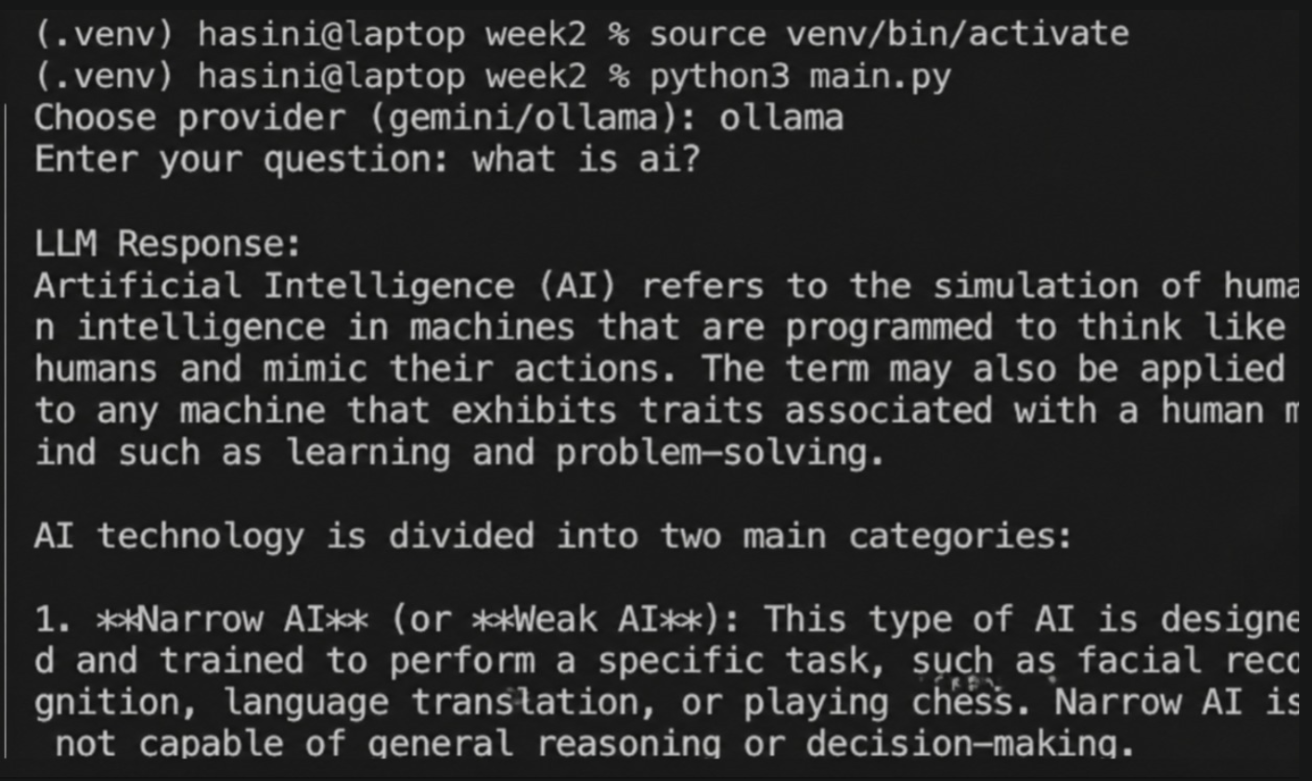 (.venv) hasini@laptop week2 % source venv/bin/activate
(.venv) hasini@laptop week2 % python3 main.py
Choose provider (gemini/ollama): ollama
Enter your question: what is ai?
LLM Response:
Artificial Intelligence (AI) refers to the simulation of huma
n intelligence in machines that are programmed to think like
humans and mimic their actions. The term may also be applied
to any machine that exhibits traits associated with a human m
ind such as learning and problem-solving.
AI technology is divided into two main categories:
1. **Narrow AI** (or **Weak AI**): This type of AI is designe
d and trained to perform a specific task, such as facial reco
gnition, language translation, or playing chess. Narrow AI is
not capable of general reasoning or decision-making.